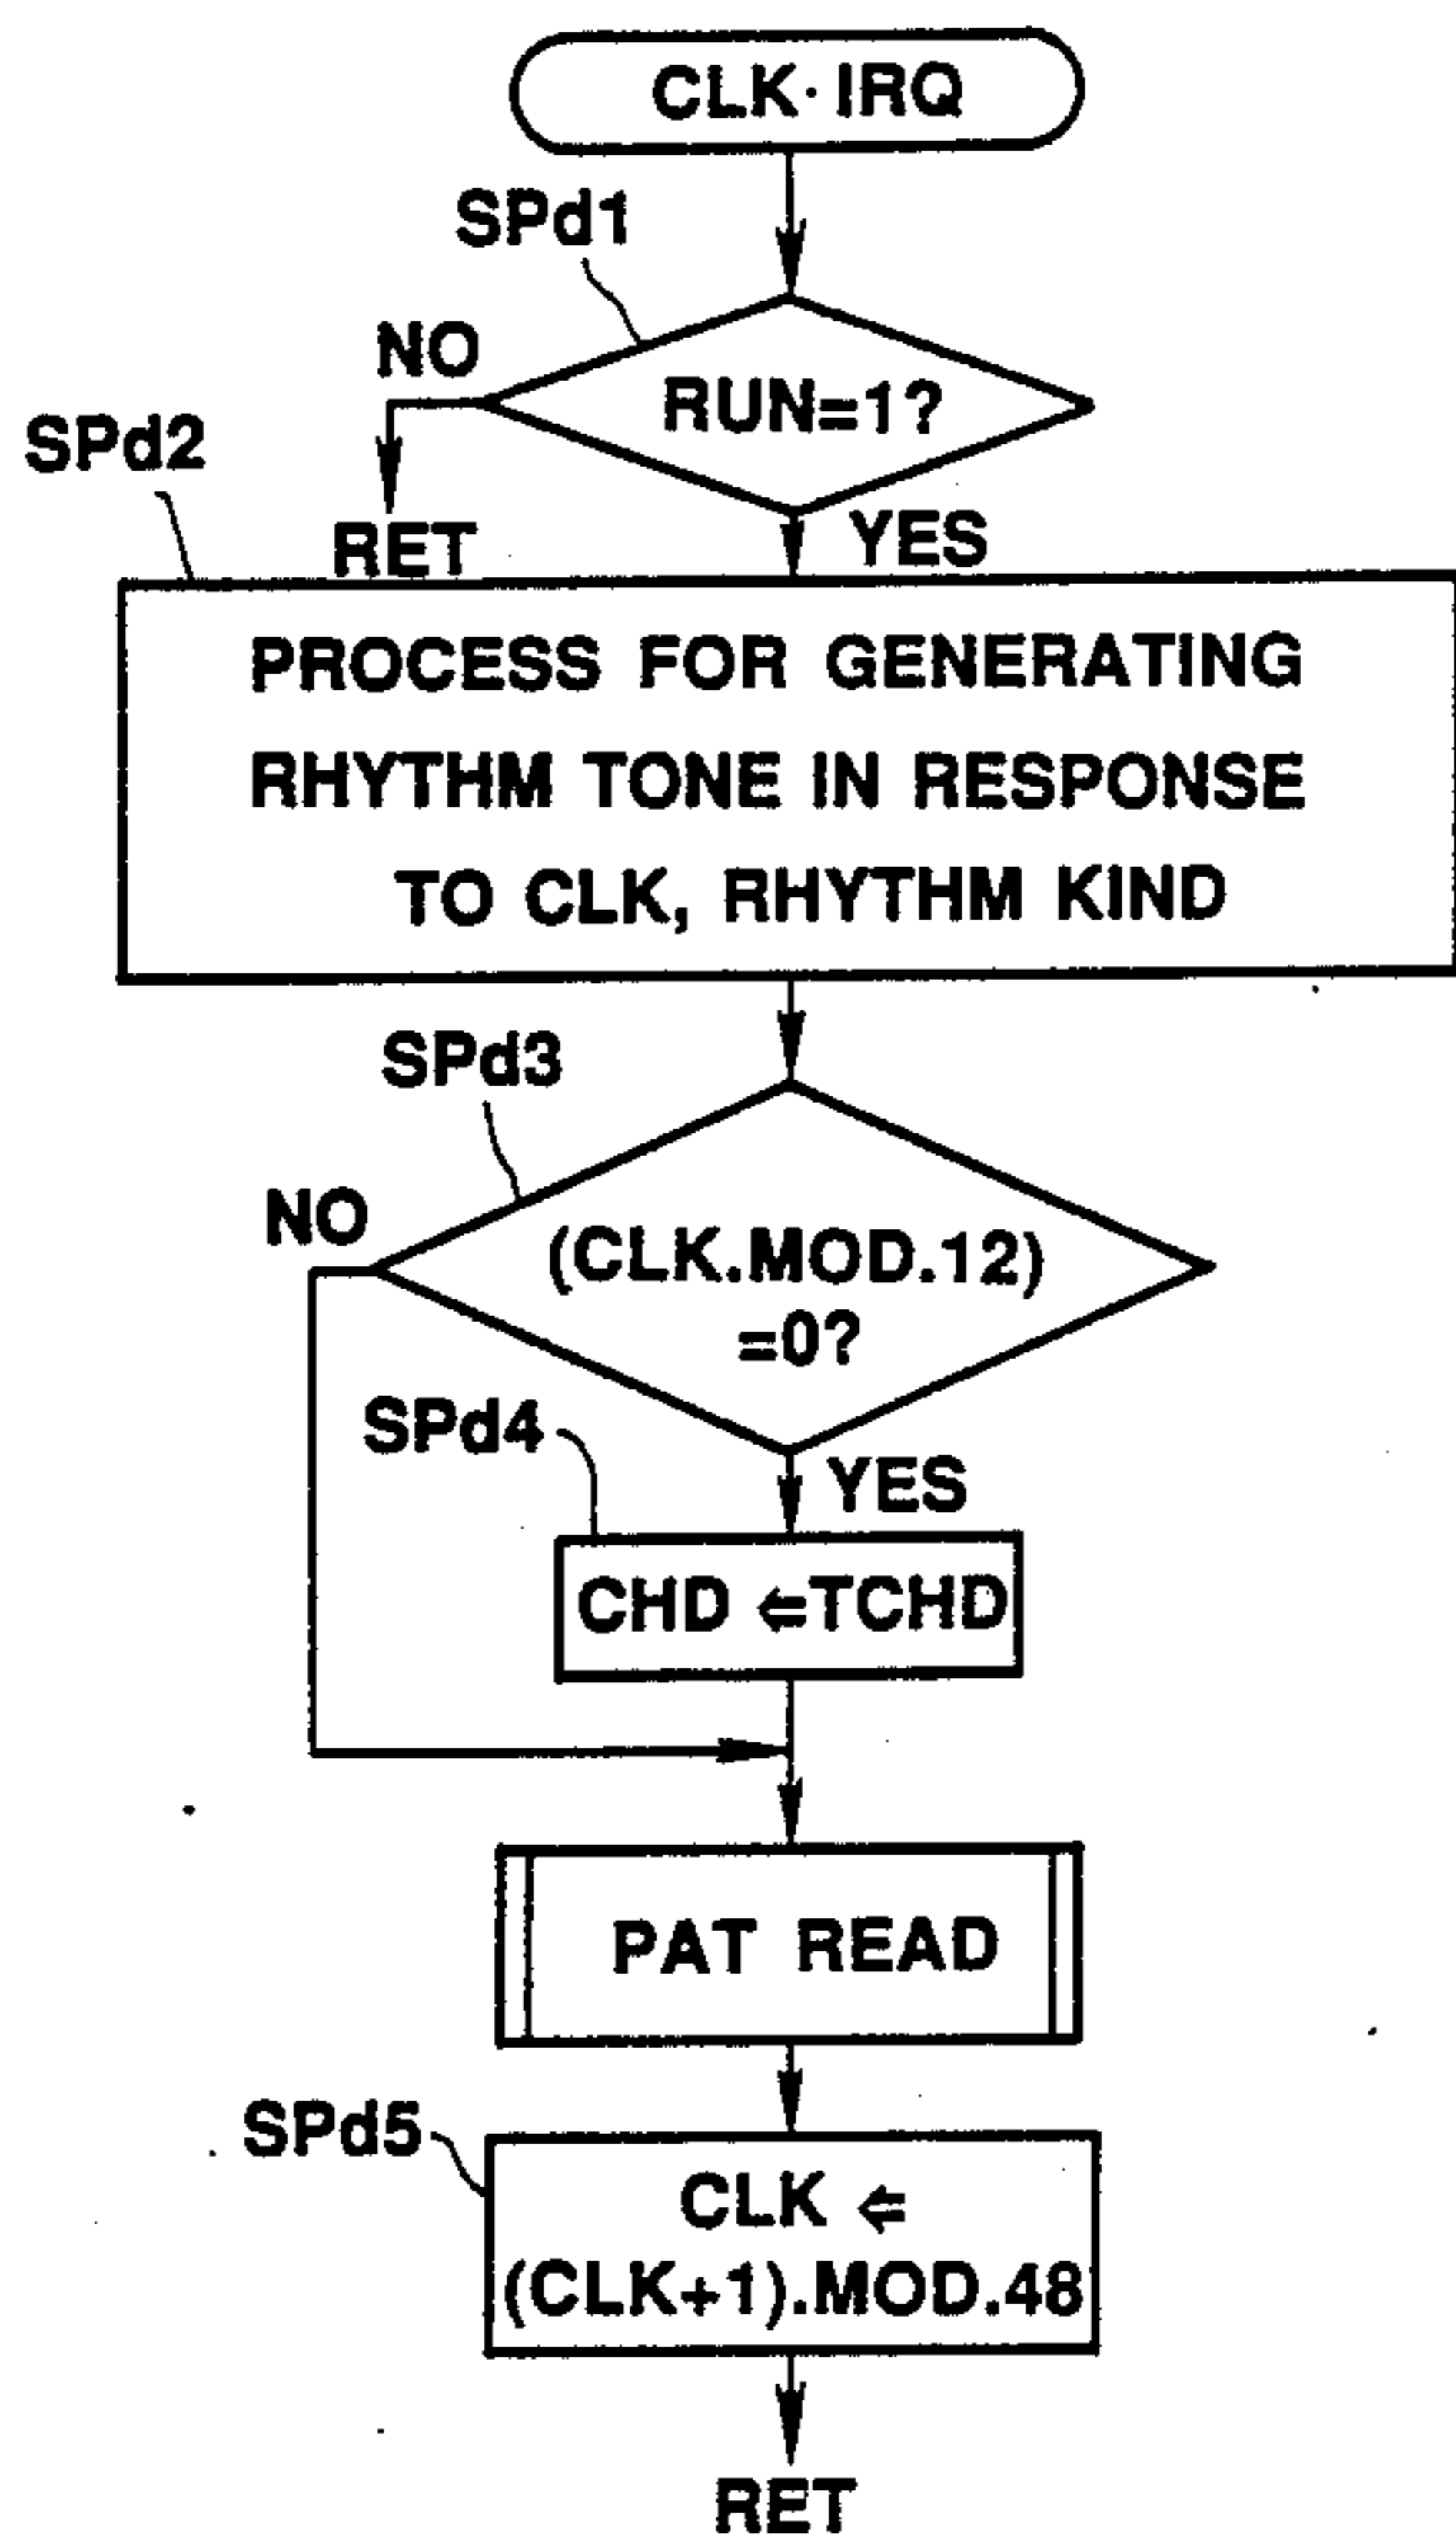 CLK·IRQ
SPd1
NO
RUN=1?
SPd2
RET
YES
PROCESS FOR GENERATING
RHYTHM TONE IN RESPONSE
TO CLK, RHYTHM KIND
SPd3
NO
(CLK.MOD.12)
=0?
SPd4
YES
CHD ⇐TCHD
PAT READ
SPd5
CLK ⇐
(CLK+1).MOD.48
RET